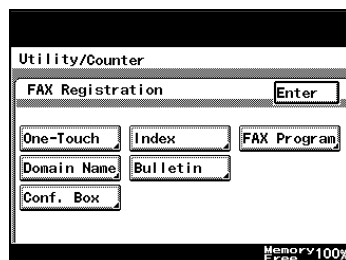 Utility/Counter
FAX Registration Enter
One-Touch Index FAX Program
Domain Name Bulletin
Conf. Box
Memory Free 100%